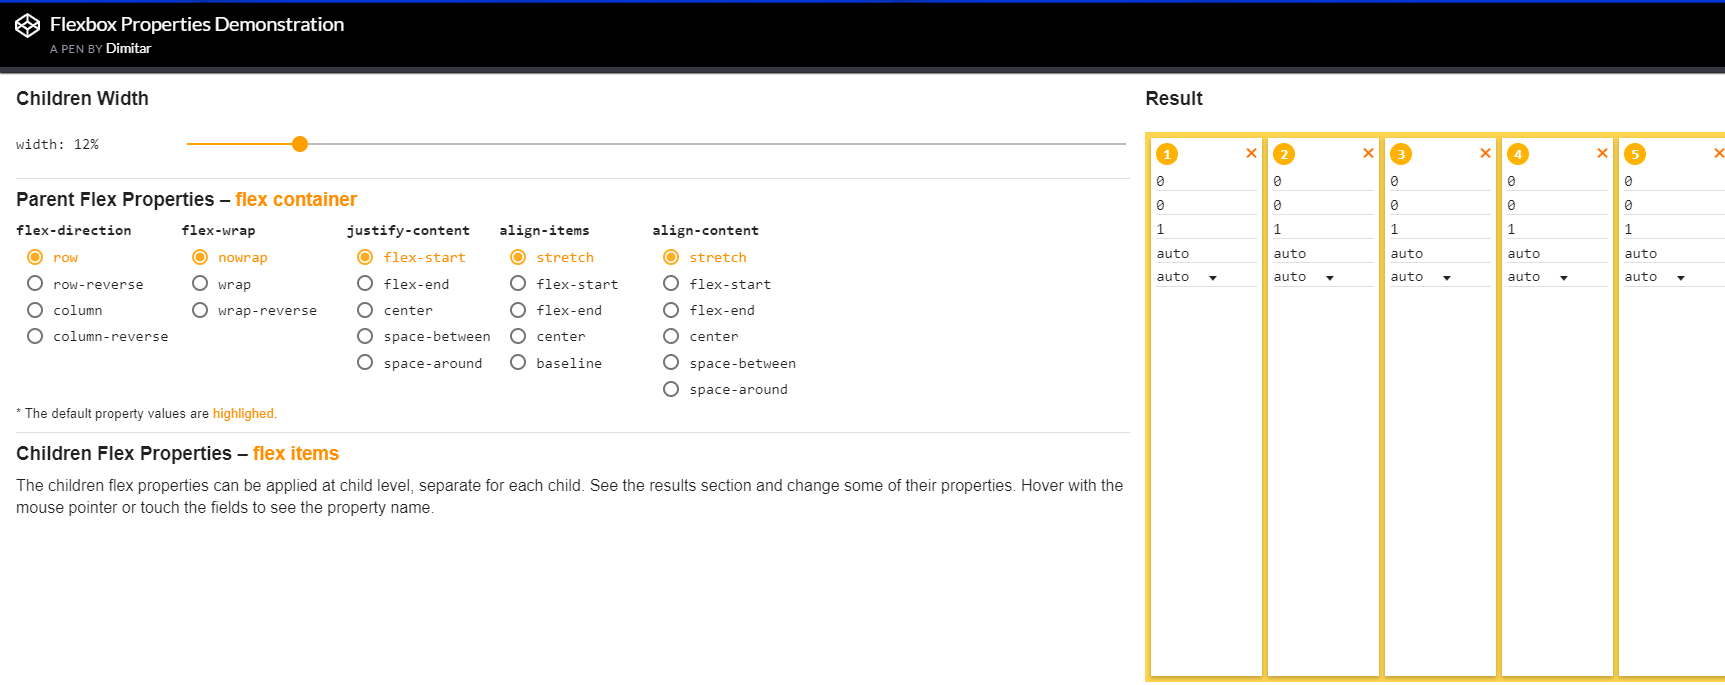 Flexbox Properties Demonstration
A PEN BY Dimitar
Children Width
width: 12%
Parent Flex Properties – flex container
flex-direction flex-wrap justify-content align-items align-content
row nowrap flex-start stretch stretch
row-reverse wrap flex-end flex-start flex-start
column wrap-reverse center flex-end flex-end
column-reverse space-between center center
space-around baseline space-between
space-around
* The default property values are highlighed.
Children Flex Properties – flex items
The children flex properties can be applied at child level, separate for each child. See the results section and change some of their properties. Hover with the
mouse pointer or touch the fields to see the property name.
Result
1 2 3 4 5
0 0 0 0 0
0 0 0 0 0
1 1 1 1 1
auto auto auto auto auto
auto auto auto auto auto